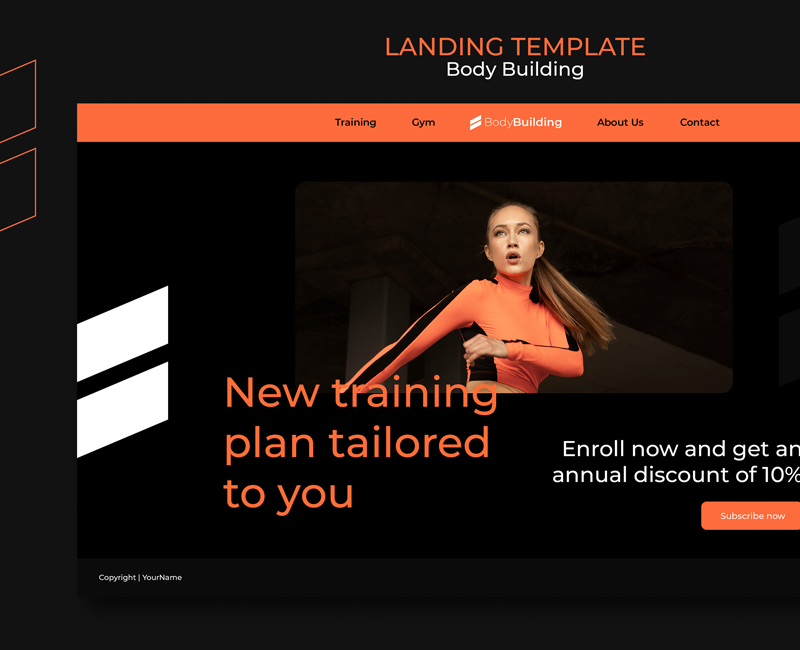 LANDING TEMPLATE
Body Building
Training Gym BodyBuilding About Us Contact
New training
plan tailored
to you
Enroll now and get an
annual discount of 10%
Subscribe now
Copyright | YourName